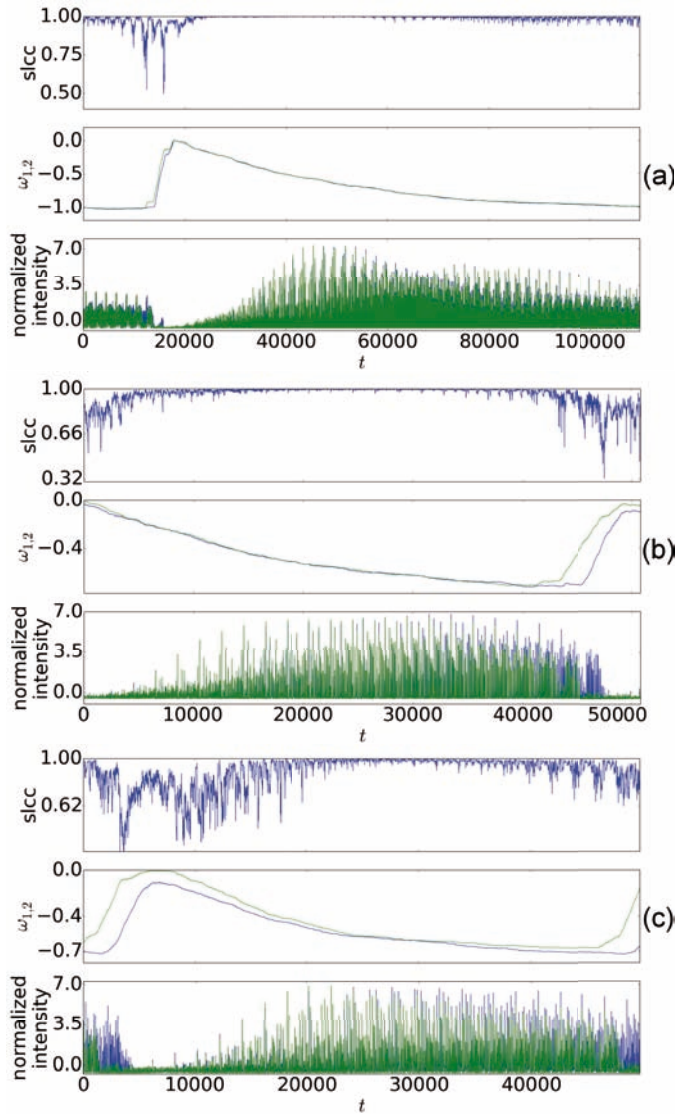 1.00
0.75
0.50
slcc
0.0
−0.5
−1.0
ω1,2
(a)
7.0
3.5
0.0
normalized
intensity
0 20000 40000 60000 80000 100000
t
1.00
0.66
0.32
slcc
0.0
−0.4
ω1,2
(b)
7.0
3.5
0.0
normalized
intensity
0 10000 20000 30000 40000 50000
t
1.00
0.62
slcc
0.0
−0.4
−0.7
ω1,2
(c)
7.0
3.5
0.0
normalized
intensity
0 10000 20000 30000 40000
t